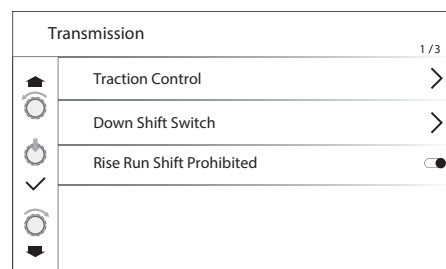 Transmission
1/3
Traction Control
Down Shift Switch
Rise Run Shift Prohibited